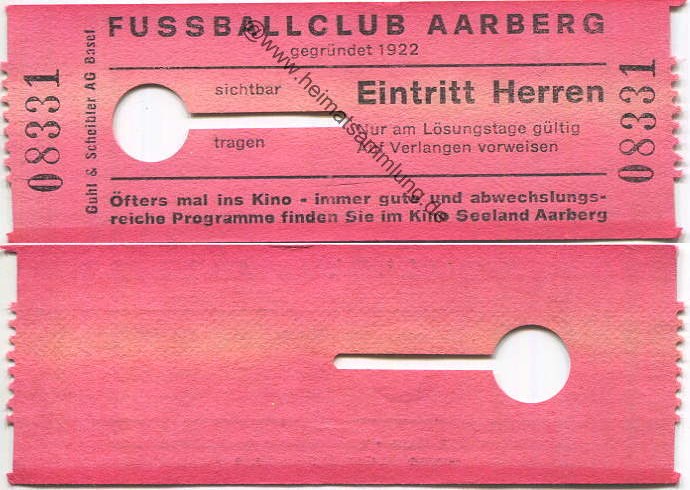 FUSSBALLCLUB AARBERG
gegründet 1922
sichtbar
tragen
Eintritt Herren
Nur am Lösungstage gültig
Auf Verlangen vorweisen
Öfters mal ins Kino - immer gute und abwechslungs-
reiche Programme finden Sie im Kino Seeland Aarberg
08331
Guhl & Scheibler AG Basel
08331
@www.heimatsammlung.de